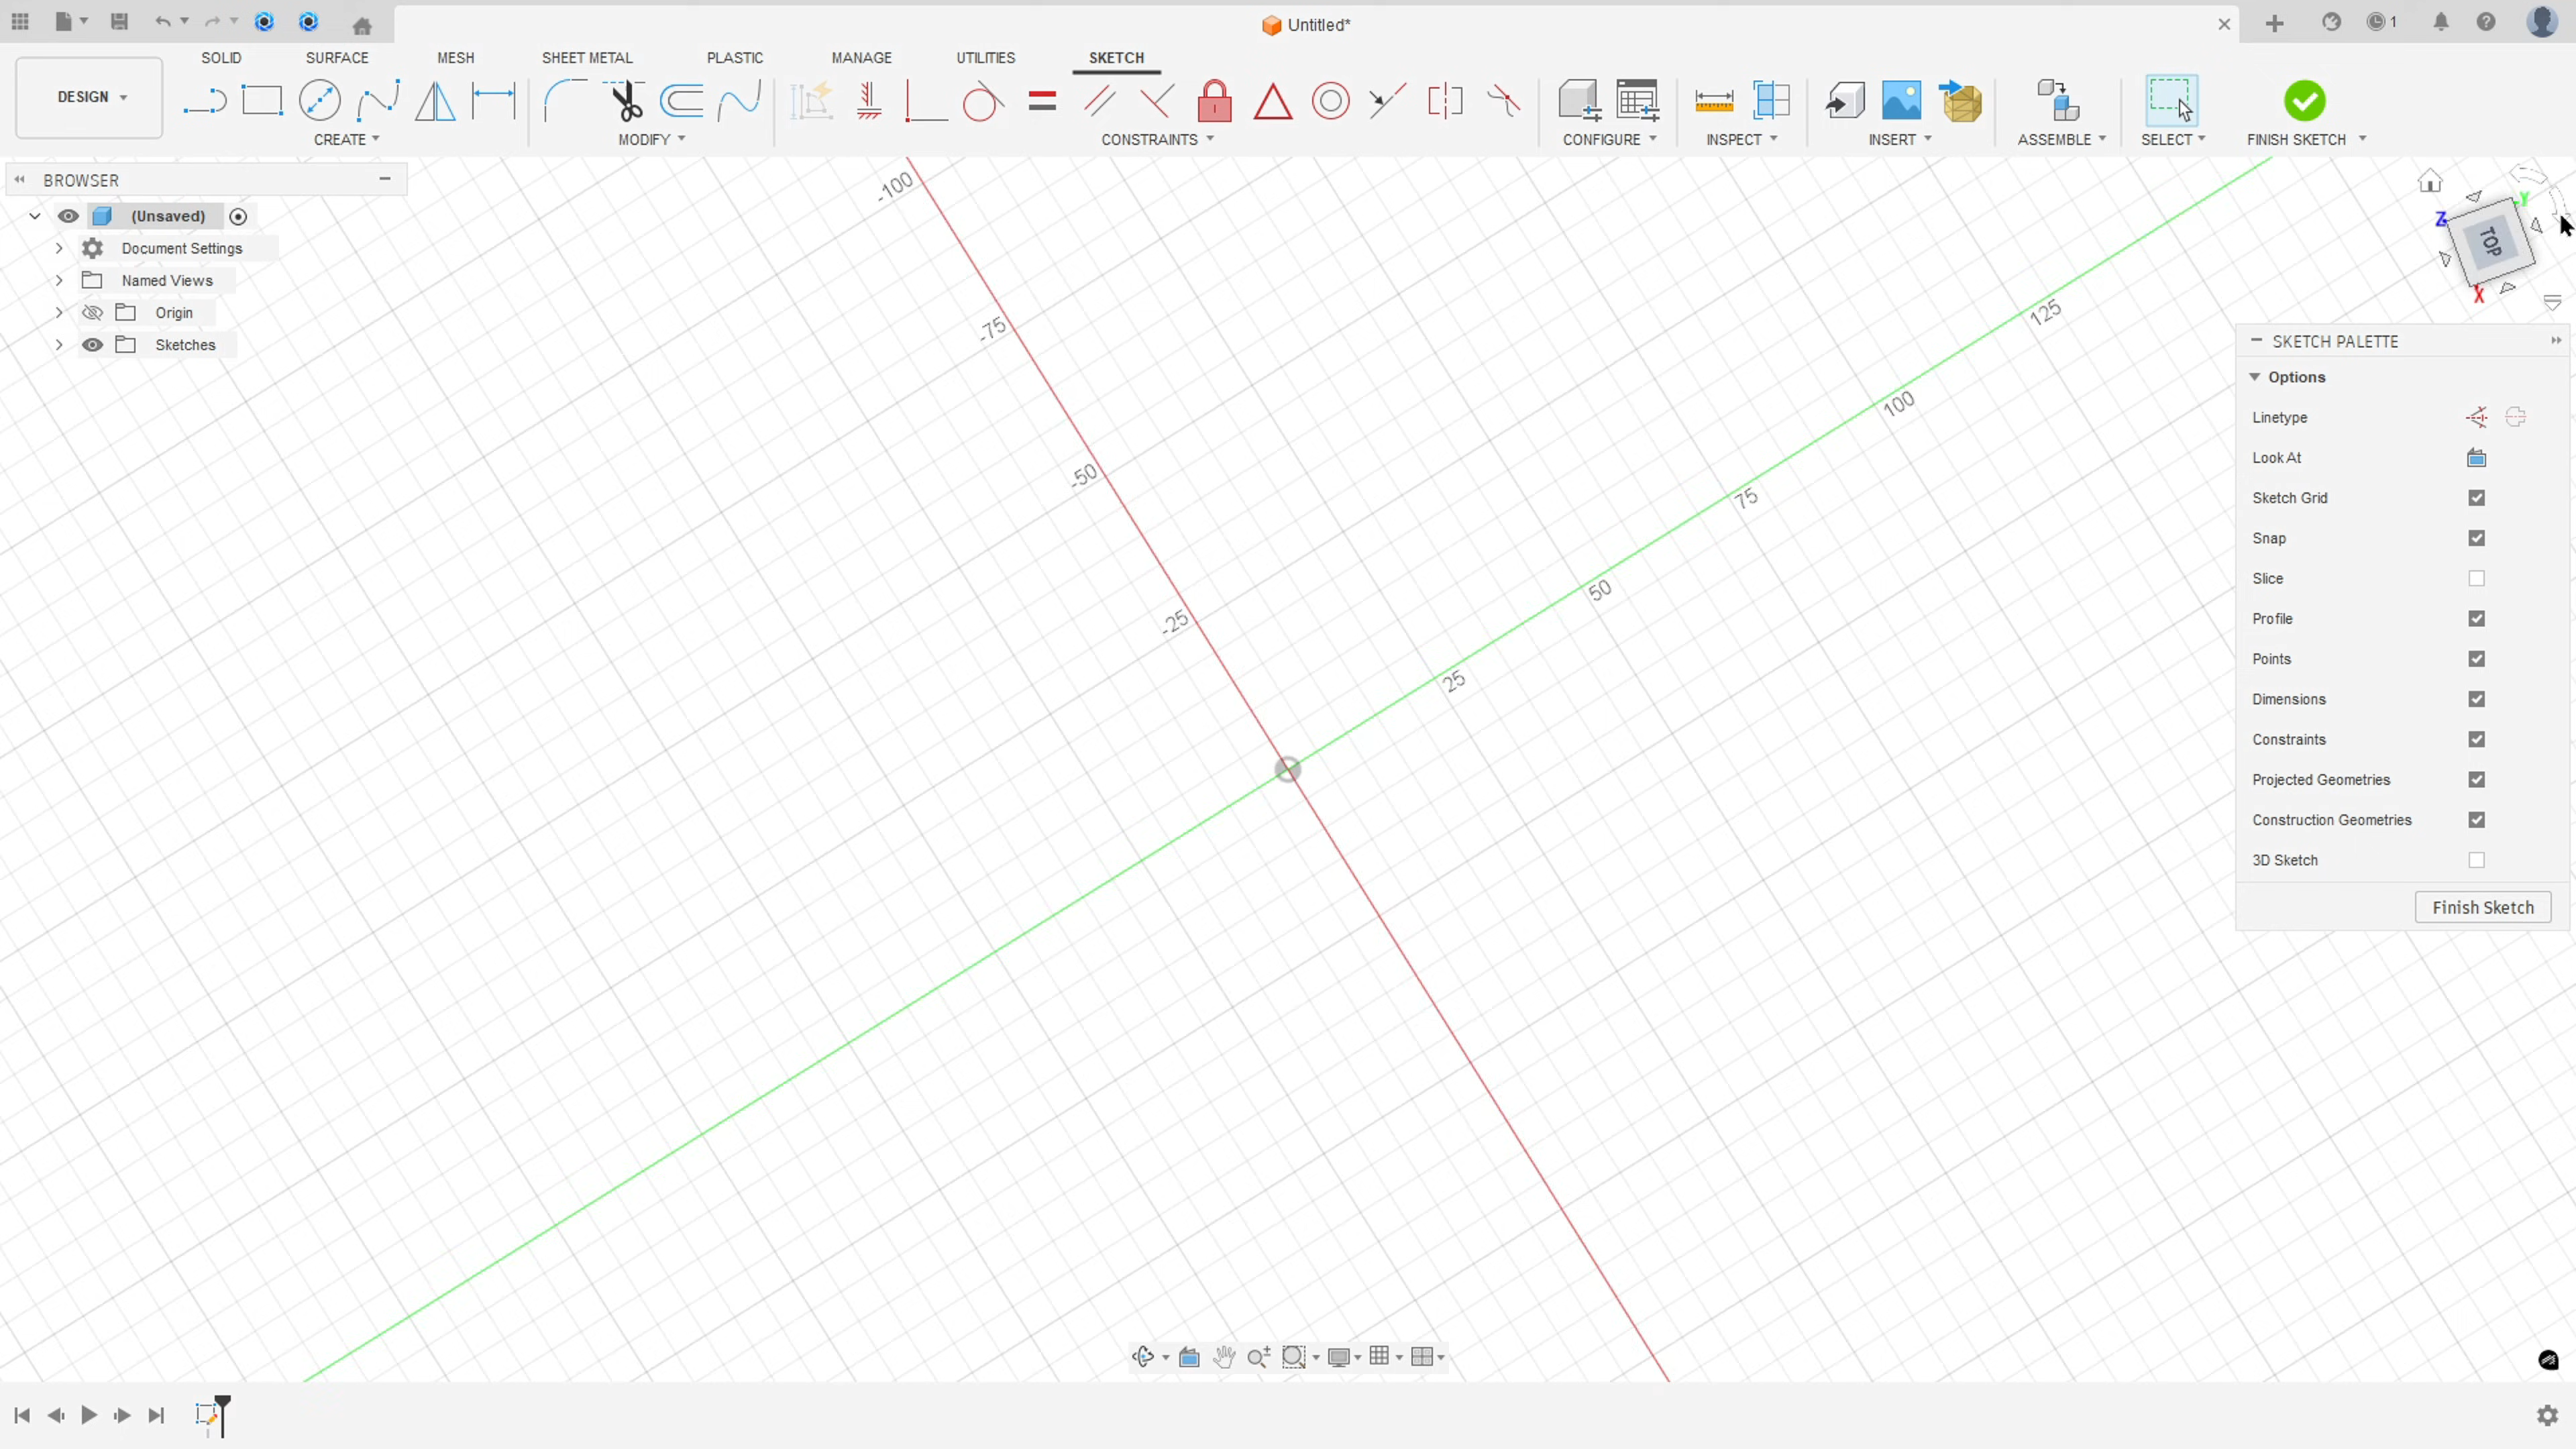 Untitled*
1
SOLID
SURFACE
MESH
SHEET METAL
PLASTIC
MANAGE
UTILITIES
SKETCH
DESIGN
CREATE
MODIFY
CONSTRAINTS
CONFIGURE
INSPECT
INSERT
ASSEMBLE
SELECT
FINISH SKETCH
BROWSER
(Unsaved)
Document Settings
Named Views
Origin
Sketches
-100
-75
-50
-25
25
50
75
100
125
Z
Y
TOP
X
SKETCH PALETTE
Options
Linetype
Look At
Sketch Grid
Snap
Slice
Profile
Points
Dimensions
Constraints
Projected Geometries
Construction Geometries
3D Sketch
Finish Sketch